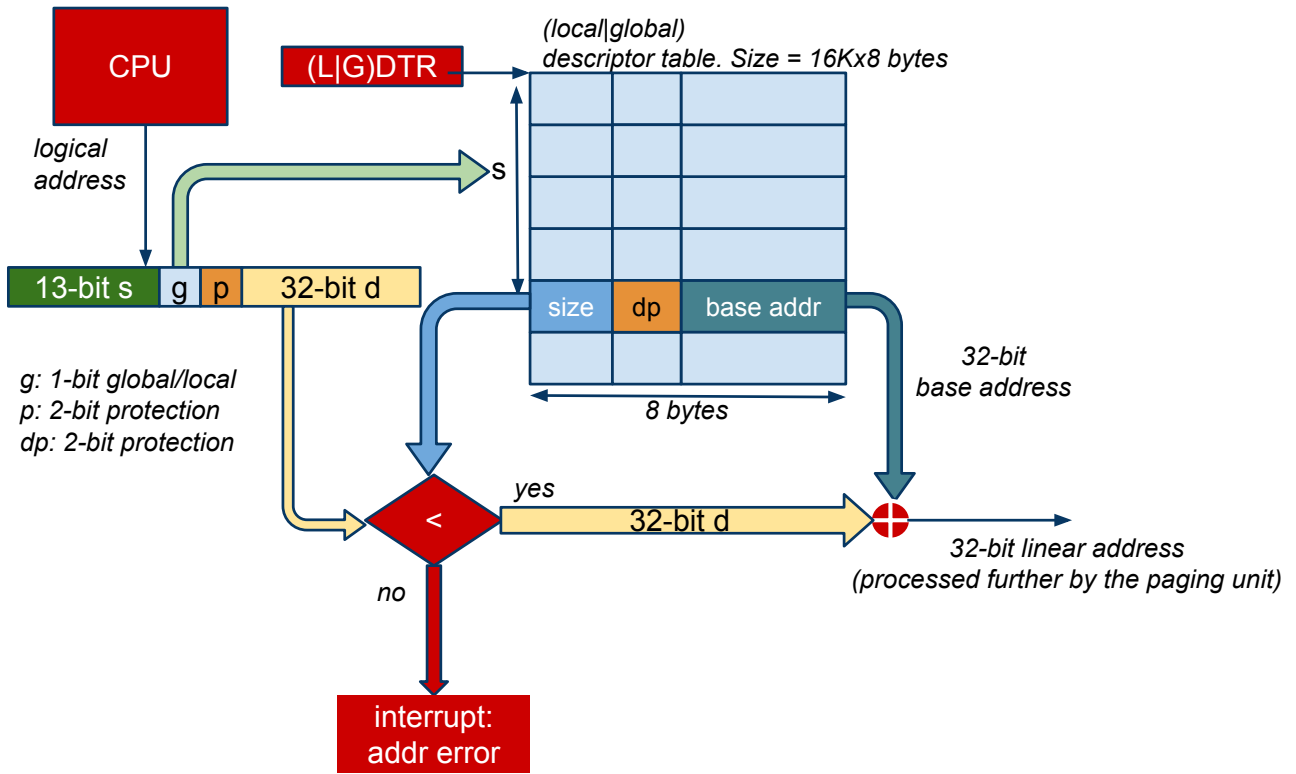 CPU
(L|G)DTR
(local|global)
descriptor table. Size = 16Kx8 bytes
logical
address
s
13-bit s
g
p
32-bit d
size
dp
base addr
g: 1-bit global/local
p: 2-bit protection
dp: 2-bit protection
8 bytes
32-bit
base address
<
yes
32-bit d
32-bit linear address
(processed further by the paging unit)
no
interrupt:
addr error